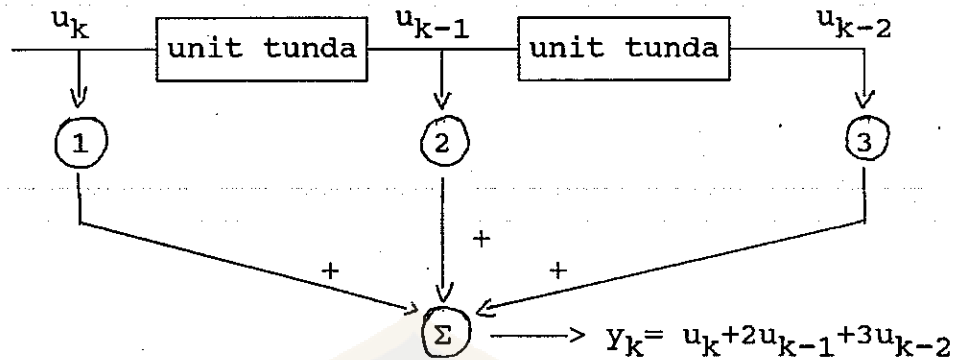 u_k u_{k-1} u_{k-2}
unit tunda unit tunda
1 2 3
+ + +
Σ y_k= u_k+2u_{k-1}+3u_{k-2}